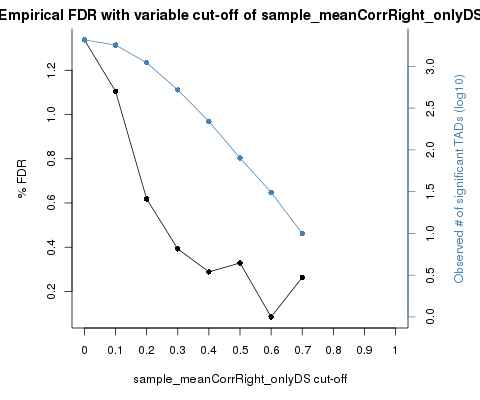 Empirical FDR with variable cut-off of sample_meanCorrRight_onlyDS
% FDR
1.2
1.0
0.8
0.6
0.4
0.2
3.0
2.5
2.0
1.5
1.0
0.5
0.0
Observed # of significant TADs (log10)
0 0.1 0.2 0.3 0.4 0.5 0.6 0.7 0.8 0.9 1
sample_meanCorrRight_onlyDS cut-off